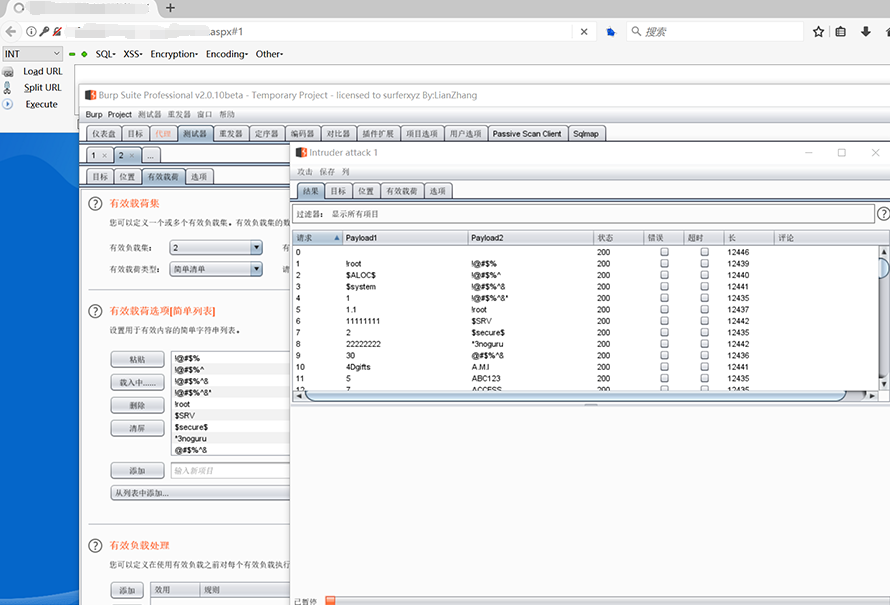 .aspx#1
搜索
INT SQL- XSS- Encryption- Encoding- Other-
Load URL
Split URL
Execute
Burp Suite Professional v2.0.10beta - Temporary Project - licensed to surferxyz By:LianZhang
Burp Project 测试器 重发器 窗口 帮助
仪表盘 目标 代理 测试器 重发器 定序器 编码器 对比器 插件扩展 项目选项 用户选项 Passive Scan Client Sqlmap
1 × 2 × ...
目标 位置 有效载荷 选项
? 有效载荷集
您可以定义一个或多个有效负载集。有效负载集的数
有效负载集: 2 有
有效载荷类型: 简单清单 请
? 有效载荷选项[简单列表]
设置用于有效内容的简单字符串列表。
粘贴
载入中......
删除
清屏
!@#$%
!@#$%^
!@#$%^&
!@#$%^&*
!root
$SRV
$secure$
*3noguru
@#$%^&
添加 输入新项目
从列表中添加...
? 有效负载处理
您可以定义在使用有效负载之前对每个有效负载执行
添加 效用 规则
Intruder attack 1
攻击 保存 列
结果 目标 位置 有效载荷 选项
过滤器: 显示所有项目 ?
请求 Payload1 Payload2 状态 错误 超时 长 评论
0 200 12446
1 !root !@#$% 200 12439
2 $ALOC$ !@#$%^ 200 12440
3 $system !@#$%^& 200 12441
4 1 !@#$%^&* 200 12435
5 1,1 !root 200 12437
6 11111111 $SRV 200 12442
7 2 $secure$ 200 12435
8 22222222 *3noguru 200 12442
9 30 @#$%^& 200 12436
10 4Dgifts A.M.I 200 12441
11 5 ABC123 200 12435
12 7 ACCESS 200 12435
已暂停